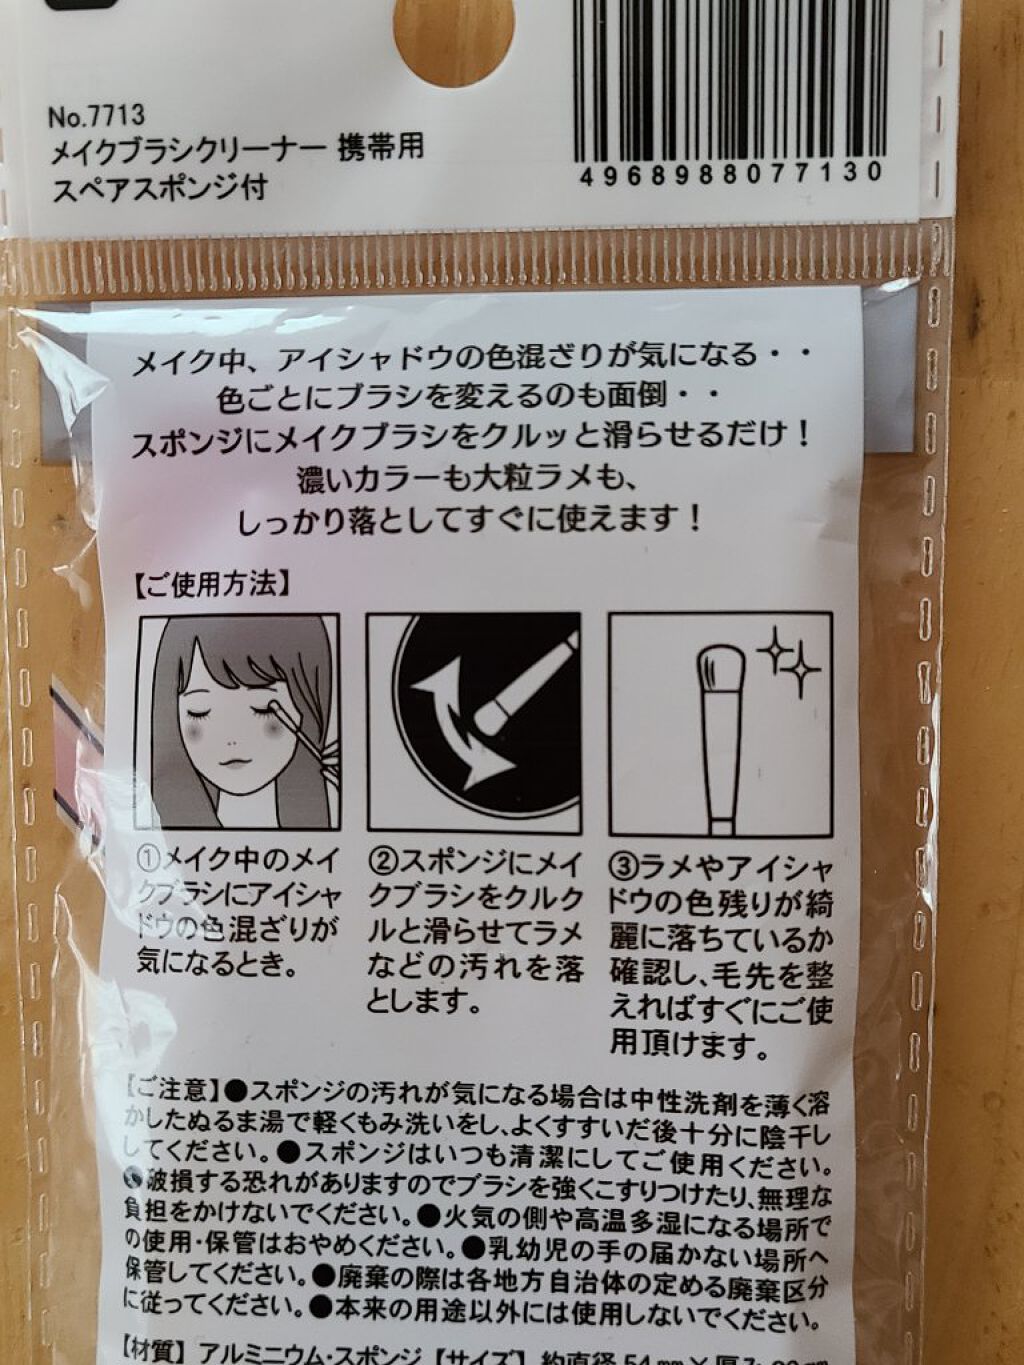 No.7713
メイクブラシクリーナー 携帯用
スペアスポンジ付
4968988077130
メイク中、アイシャドウの色混ざりが気になる・・
色ごとにブラシを変えるのも面倒・・
スポンジにメイクブラシをクルッと滑らせるだけ！
濃いカラーも大粒ラメも、
しっかり落としてすぐに使えます！
【ご使用方法】
①メイク中のメイ
クブラシにアイシャ
ドウの色混ざりが
気になるとき。
②スポンジにメイ
クブラシをクルク
ルと滑らせてラメ
などの汚れを落
とします。
③ラメやアイシャ
ドウの色残りが綺
麗に落ちているか
確認し、毛先を整
えればすぐにご使
用頂けます。
【ご注意】●スポンジの汚れが気になる場合は中性洗剤を薄く溶
かしたぬるま湯で軽くもみ洗いをし、よくすすいだ後十分に陰干し
してください。●スポンジはいつも清潔にしてご使用ください。
●破損する恐れがありますのでブラシを強くこすりつけたり、無理な
負担をかけないでください。●火気の側や高温多湿になる場所で
の使用・保管はおやめください。●乳幼児の手の届かない場所へ
保管してください。●廃棄の際は各地方自治体の定める廃棄区分
に従ってください。●本来の用途以外には使用しないでください。
【材質】アルミニウム・スポンジ【サイズ】約直径54mm×厚み